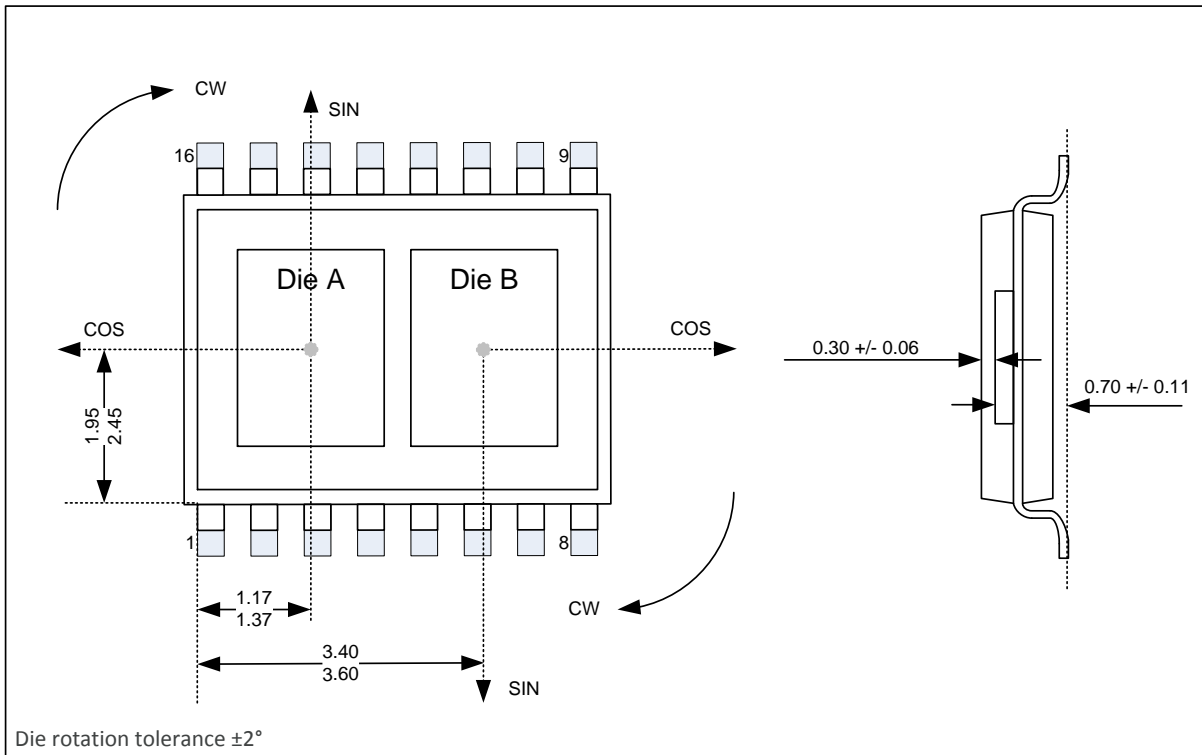 CW
SIN
16
9
Die A
Die B
COS
COS
0.30 +/- 0.06
0.70 +/- 0.11
1.95
2.45
1
8
1.17
1.37
CW
3.40
3.60
SIN
Die rotation tolerance ±2°